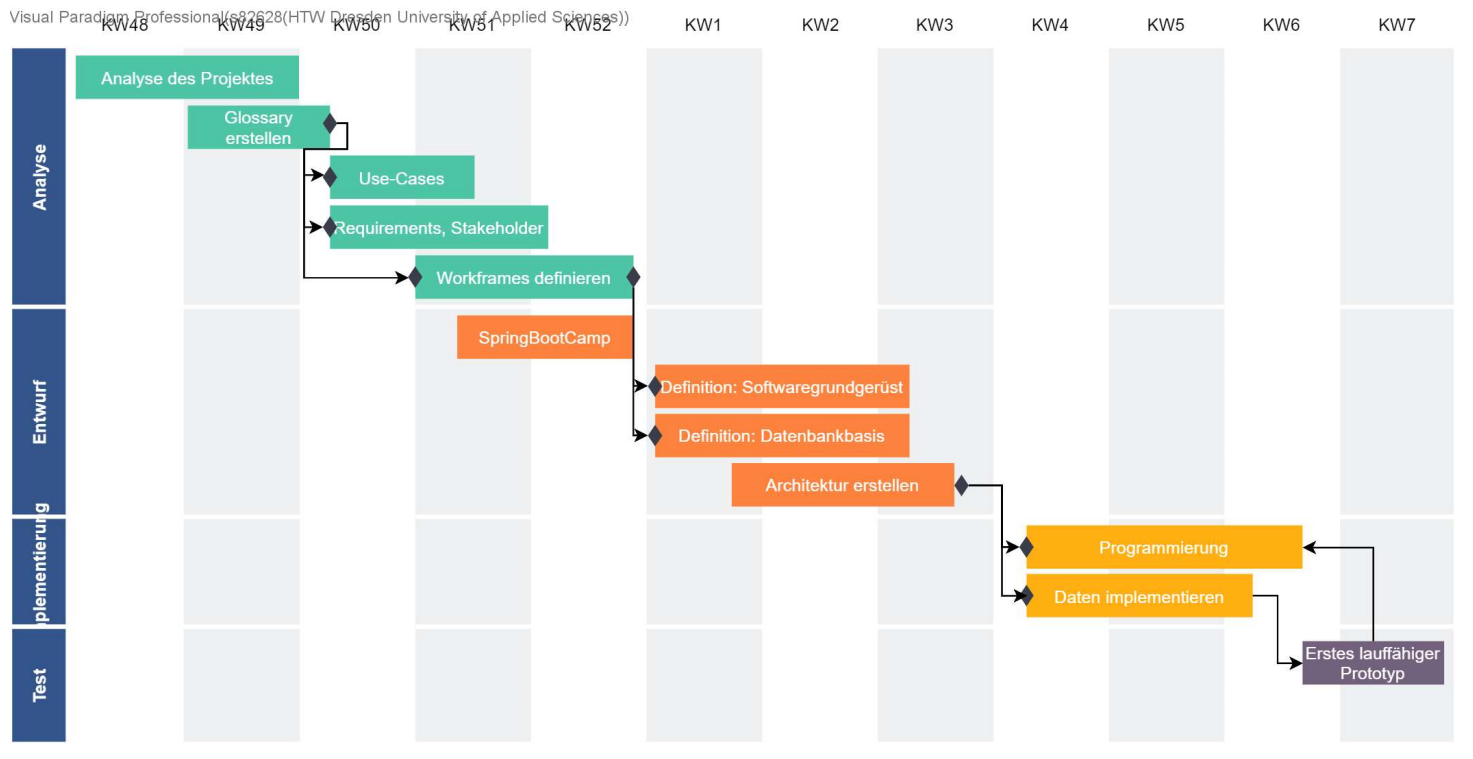 Visual Paradigm Professional(s82628(HTW Dresden University of Applied Sciences))
KW48 KW49 KW50 KW51 KW52 KW1 KW2 KW3 KW4 KW5 KW6 KW7
Analyse
Analyse des Projektes
Glossary
erstellen
Use-Cases
Requirements, Stakeholder
Workframes definieren
Entwurf
SpringBootCamp
Definition: Softwaregrundgerüst
Definition: Datenbankbasis
Architektur erstellen
plementierung
Programmierung
Daten implementieren
Test
Erstes lauffähiger
Prototyp